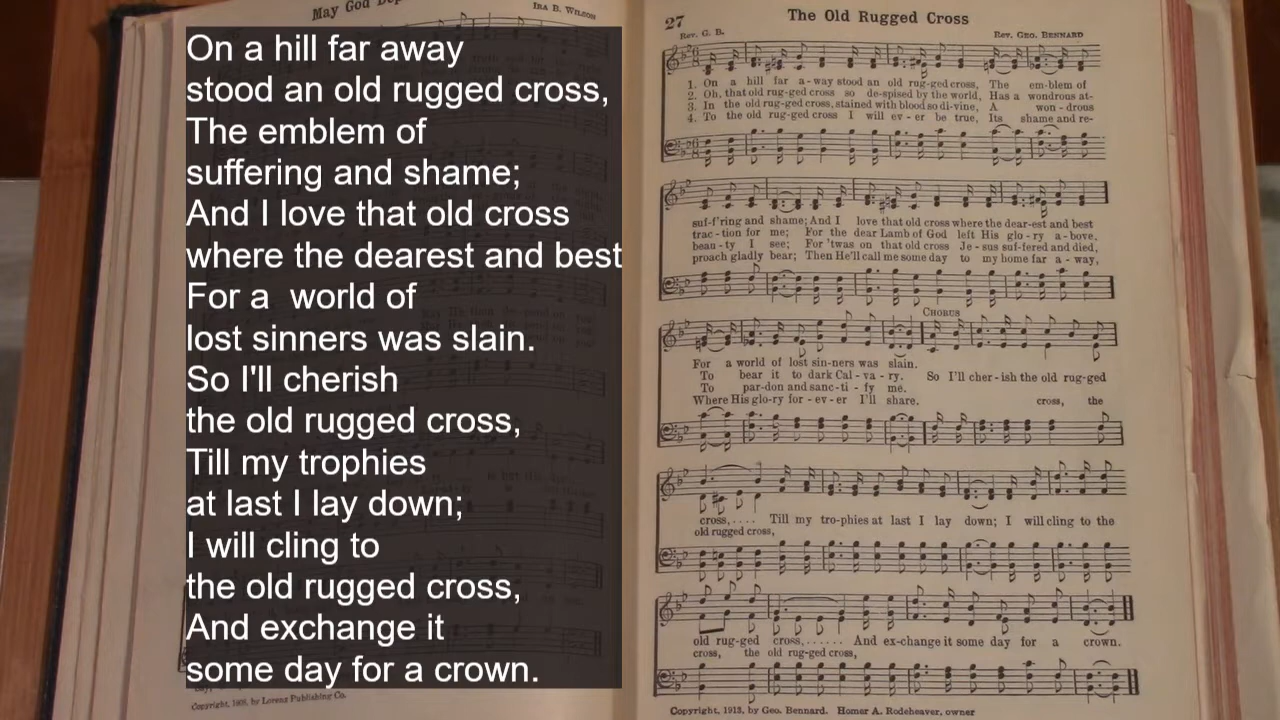 May God
IRA B. WILSON
On a hill far away
stood an old rugged cross,
The emblem of
suffering and shame;
And I love that old cross
where the dearest and best
For a  world of
lost sinners was slain.
So I'll cherish
the old rugged cross,
Till my trophies
at last I lay down;
I will cling to
the old rugged cross,
And exchange it
some day for a crown.
Copyright, 1908, by Lorenz Publishing Co.
27
The Old Rugged Cross
Rev. G. B.
Rev. GEO. BENNARD
1. On a hill far a-way stood an old rug-ged cross, The em-blem of
2. Oh, that old rug-ged cross so de-spised by the world, Has a wondrous at-
3. In the old rug-ged cross, stained with blood so di-vine, A won-drous
4. To the old rug-ged cross I will ev-er be true, Its shame and re-
suf-f'ring and shame; And I love that old cross where the dear-est and best
trac-tion for me; For the dear Lamb of God left His glo-ry a-bove,
beau-ty I see; For 'twas on that old cross Je-sus suf-fered and died,
proach gladly bear; Then He'll call me some day to my home far a-way,
CHORUS
For a world of lost sin-ners was slain.
To bear it to dark Cal-va-ry. So I'll cher-ish the old rug-ged
To par-don and sanc-ti-fy me.
Where His glo-ry for-ev-er I'll share. cross, the
cross,.... Till my tro-phies at last I lay down; I will cling to the
old rugged cross,
old rug-ged cross,...... And ex-change it some day for a crown.
cross, the old rug-ged cross,
Copyright, 1913, by Geo. Bennard. Homer A. Rodeheaver, owner